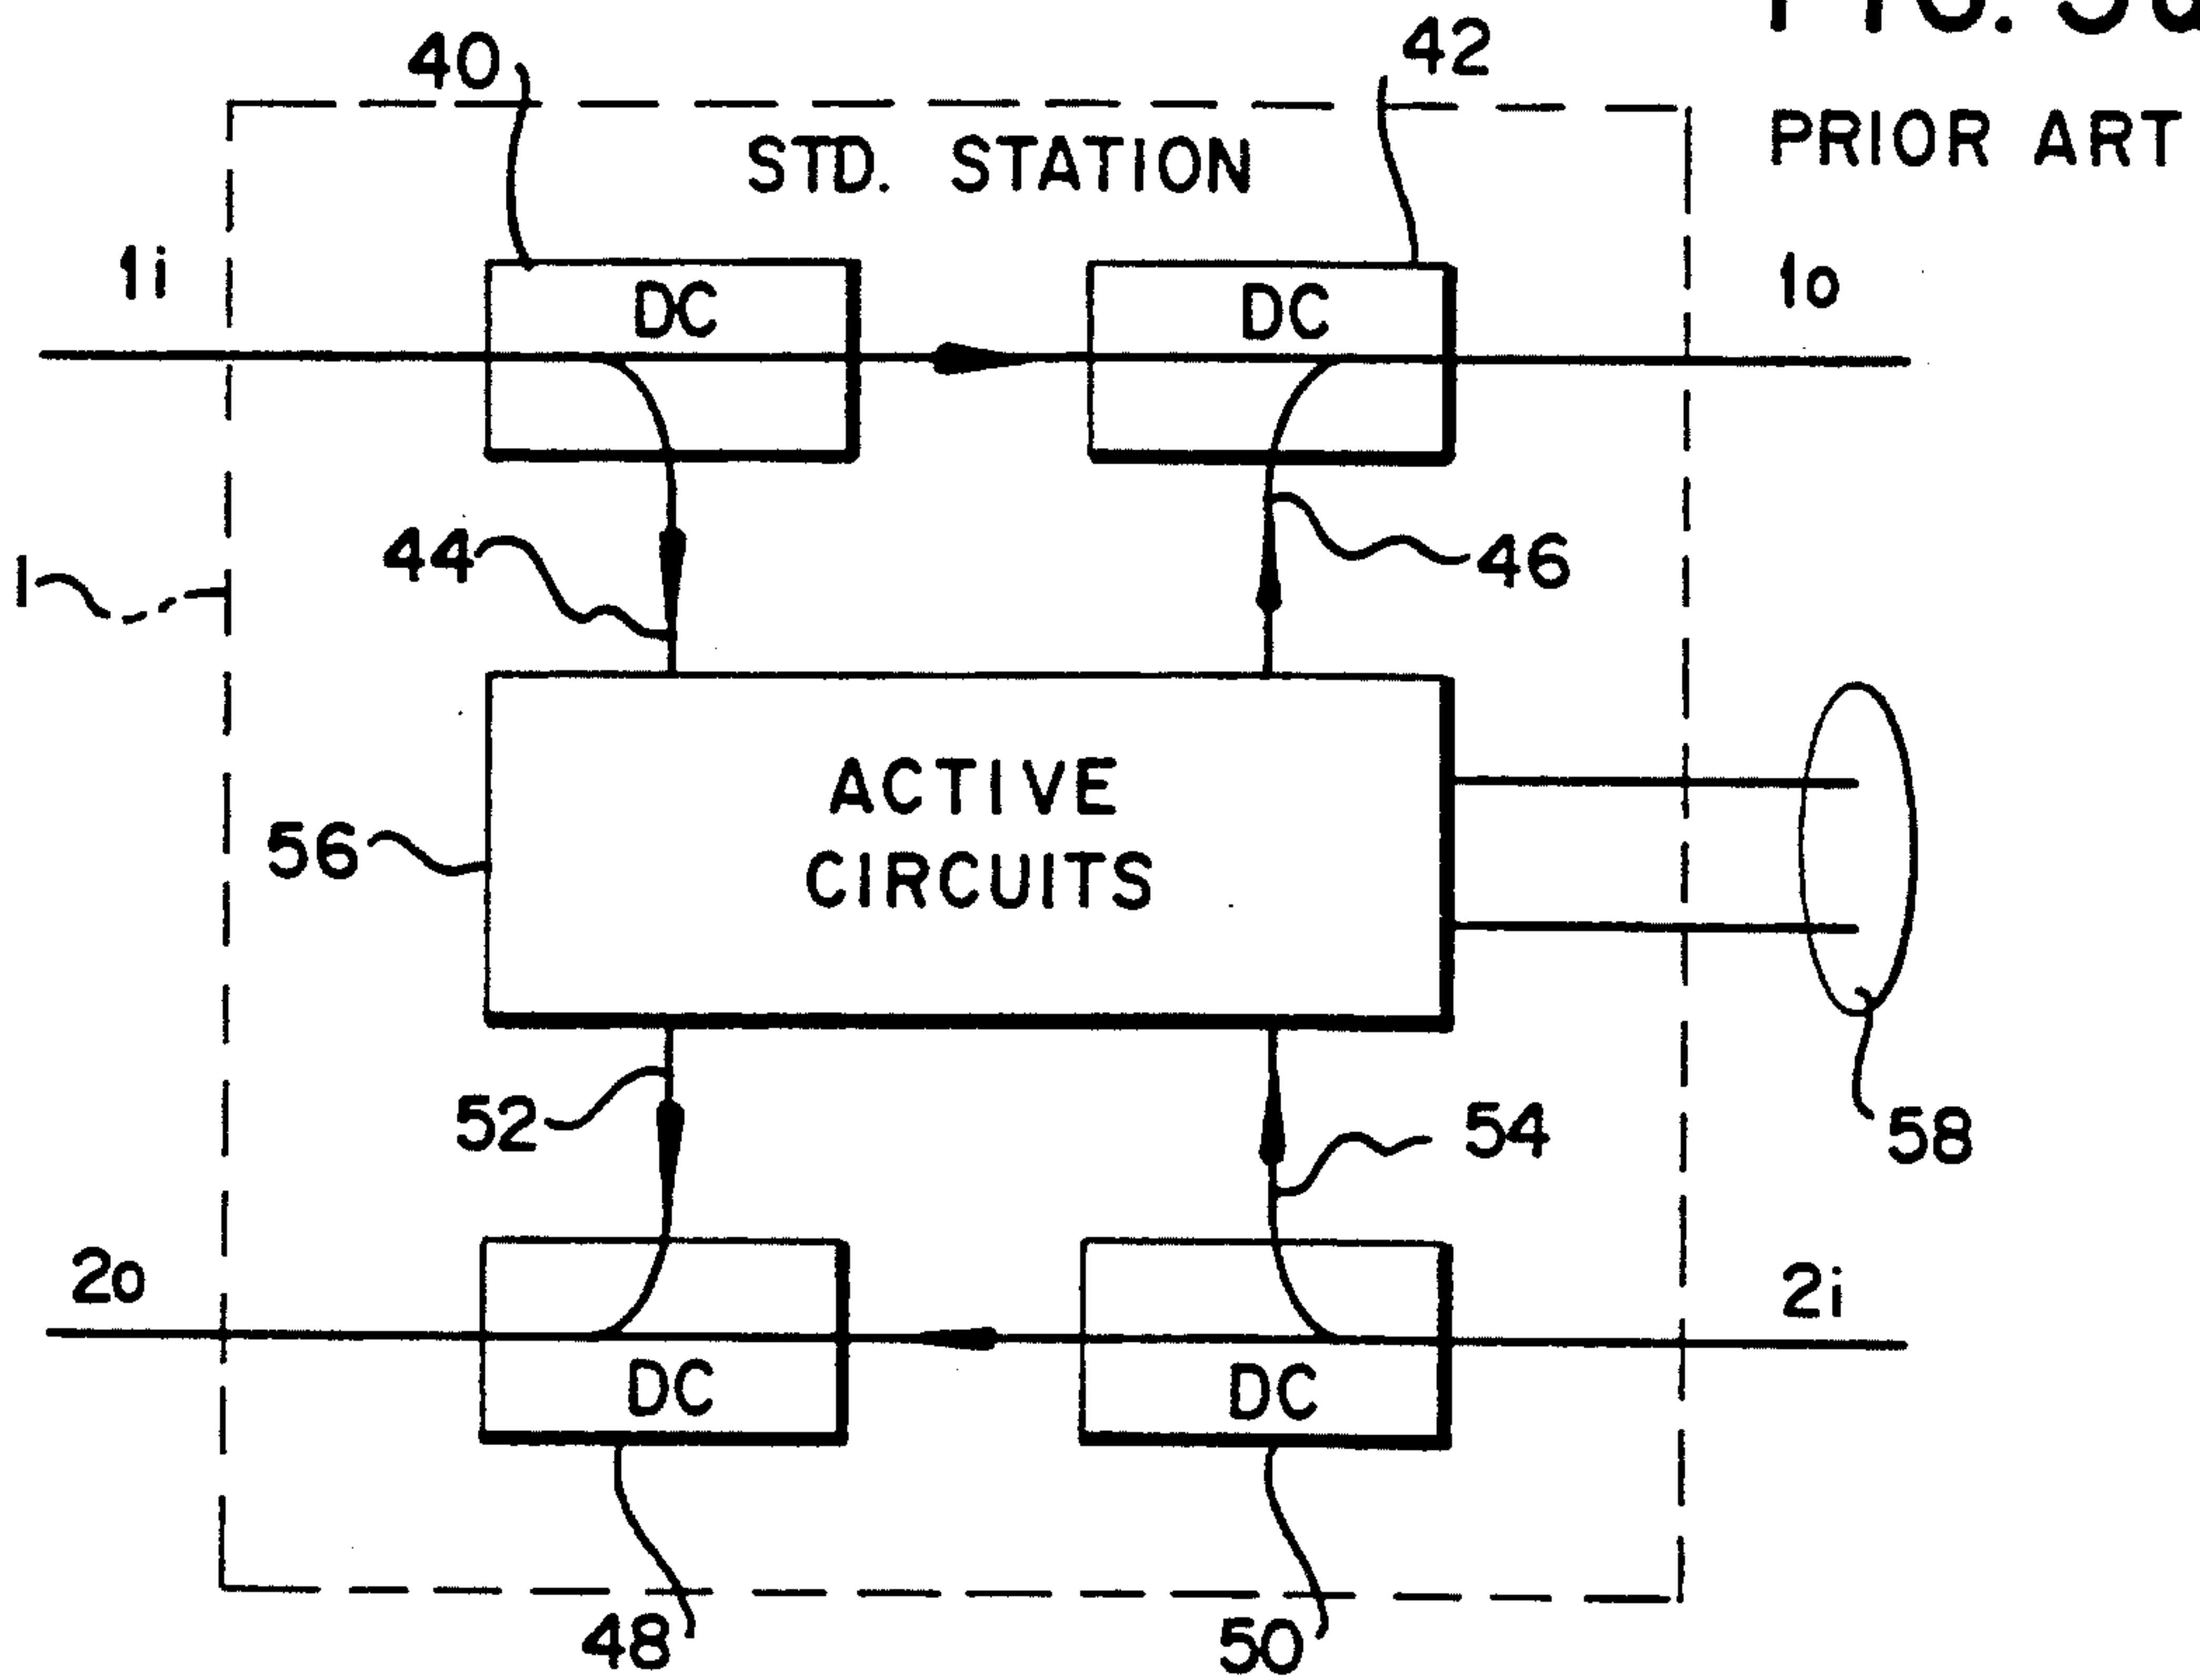 40
42
PRIOR ART
STD. STATION
1i
DC
DC
1o
44
46
1
ACTIVE
CIRCUITS
56
52
54
58
2o
2i
DC
DC
48
50